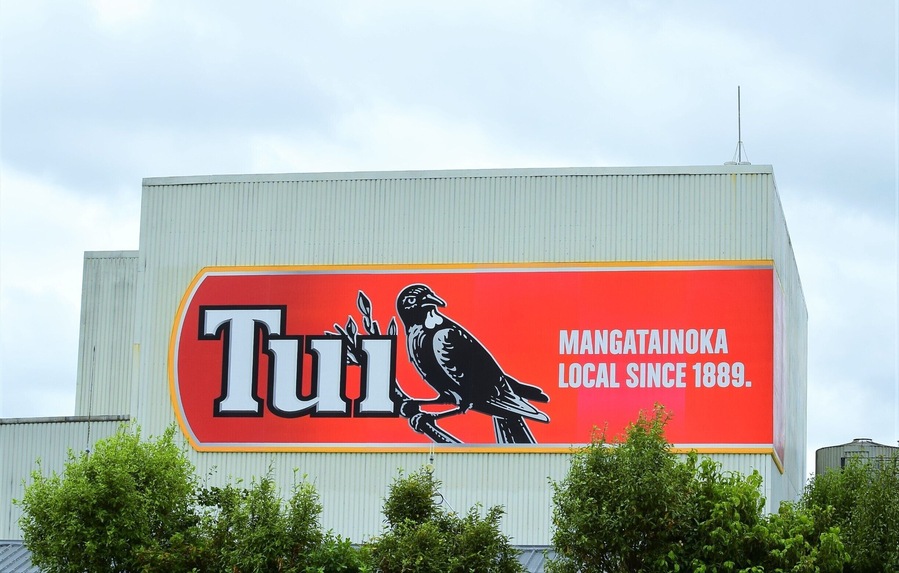 Tui
MANGATAINOKA
LOCAL SINCE 1889.